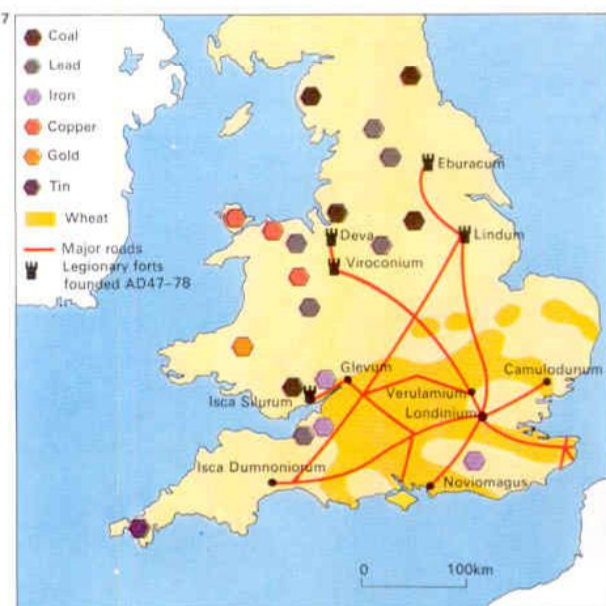 7
Coal
Lead
Iron
Copper
Gold
Tin
Wheat
Major roads
Legionary forts
founded AD47–78
Eburacum
Deva
Lindum
Viroconium
Glevum
Camulodunum
Isca Silurum
Verulamium
Londinium
Isca Dumnoniorum
Noviomagus
0 100km